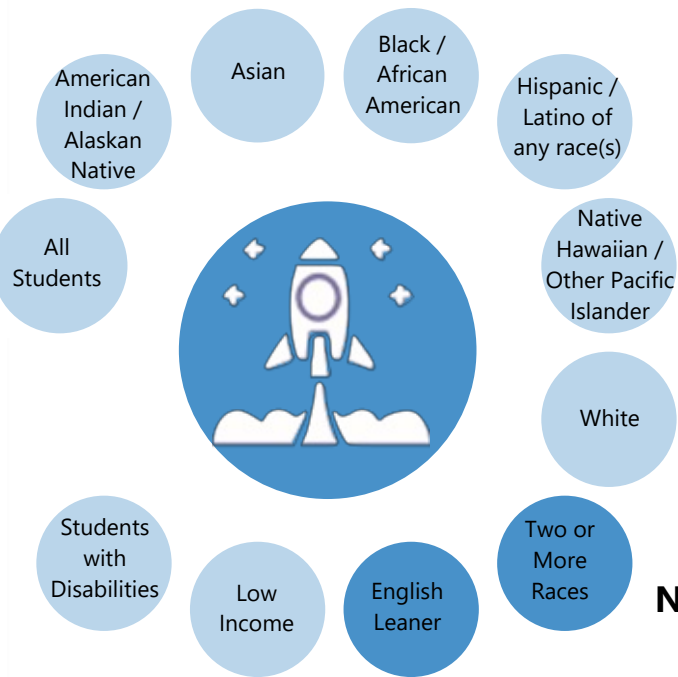 American
Indian /
Alaskan
Native
Asian
Black /
African
American
Hispanic /
Latino of
any race(s)
All
Students
Native
Hawaiian /
Other Pacific
Islander
White
Students
with
Disabilities
Low
Income
English
Leaner
Two or
More
Races
N